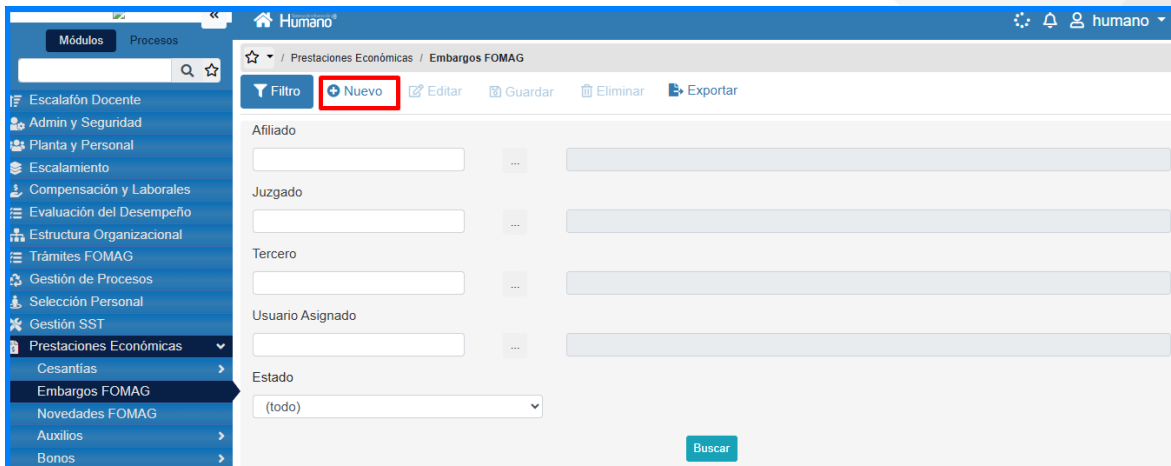 Humano®
humano
Módulos Procesos
/ Prestaciones Económicas / Embargos FOMAG
Filtro Nuevo Editar Guardar Eliminar Exportar
Escalafón Docente
Admin y Seguridad
Planta y Personal
Escalamiento
Compensación y Laborales
Evaluación del Desempeño
Estructura Organizacional
Trámites FOMAG
Gestión de Procesos
Selección Personal
Gestión SST
Prestaciones Económicas
Cesantías
Embargos FOMAG
Novedades FOMAG
Auxilios
Bonos
Afiliado
...
Juzgado
...
Tercero
...
Usuario Asignado
...
Estado
(todo)
Buscar